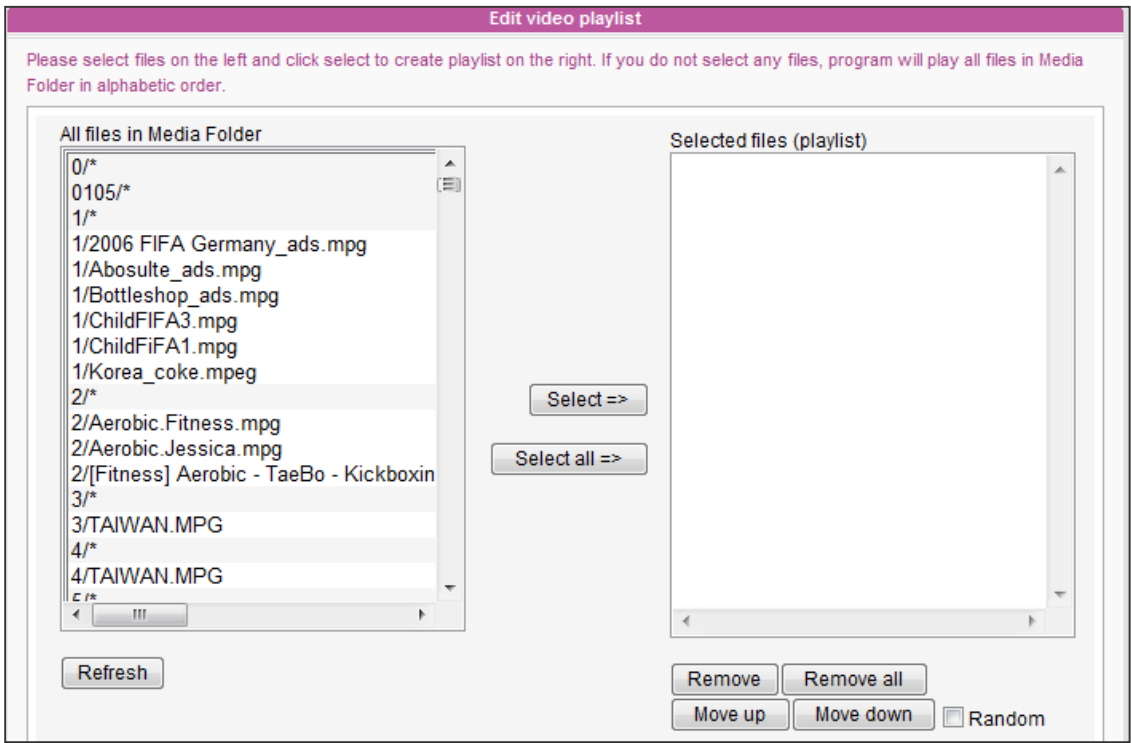 Edit video playlist
Please select files on the left and click select to create playlist on the right. If you do not select any files, program will play all files in Media
Folder in alphabetic order.
All files in Media Folder
0/*
0105/*
1/*
1/2006 FIFA Germany_ads.mpg
1/Abosulte_ads.mpg
1/Bottleshop_ads.mpg
1/ChildFIFA3.mpg
1/ChildFiFA1.mpg
1/Korea_coke.mpeg
2/*
2/Aerobic.Fitness.mpg
2/Aerobic.Jessica.mpg
2/[Fitness] Aerobic - TaeBo - Kickboxin
3/*
3/TAIWAN.MPG
4/*
4/TAIWAN.MPG
5/*
Refresh
Select =>
Select all =>
Selected files (playlist)
Remove Remove all
Move up Move down Random